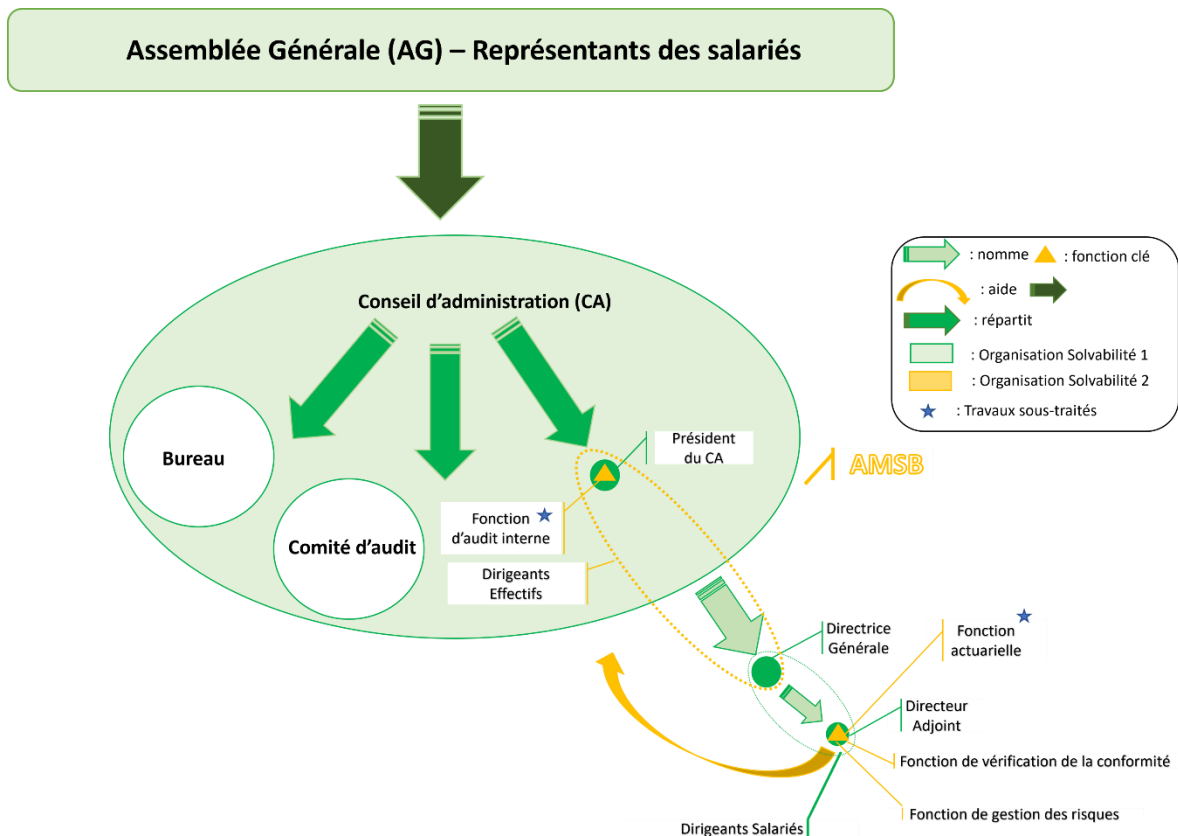 Assemblée Générale (AG) – Représentants des salariés
Conseil d’administration (CA)
Bureau
Comité d’audit
Président
du CA
Fonction
d’audit interne
Dirigeants
Effectifs
AMSB
: nomme
: fonction clé
: aide
: répartit
: Organisation Solvabilité 1
: Organisation Solvabilité 2
: Travaux sous-traités
Directrice
Générale
Fonction
actuarielle
Directeur
Adjoint
Fonction de vérification de la conformité
Fonction de gestion des risques
Dirigeants Salariés